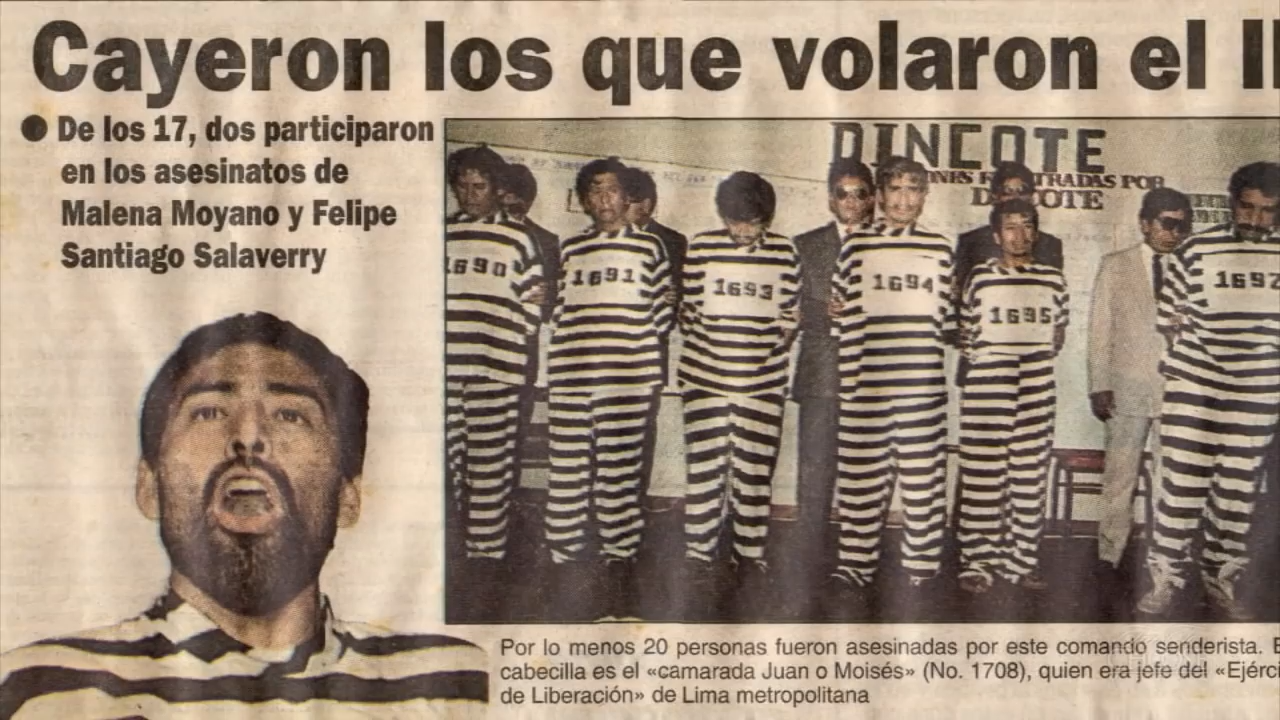 Cayeron los que volaron el
● De los 17, dos participaron
en los asesinatos de
Malena Moyano y Felipe
Santiago Salaverry
DINCOTE
TRADAS POR
1690
1691
1693
1694
1695
1692
Por lo menos 20 personas fueron asesinadas por este comando senderista.
cabecilla es el «camarada Juan o Moisés» (No. 1708), quien era jefe del «Ejérci
de Liberación» de Lima metropolitana